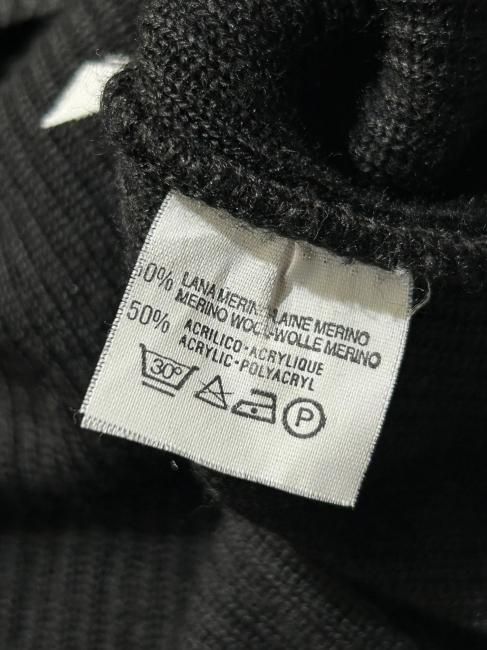 50% LANA MERINO-LAINE MERINO
MERINO WOOL-WOLLE MERINO
50% ACRILICO-ACRYLIQUE
ACRYLIC-POLYACRYL
30° P